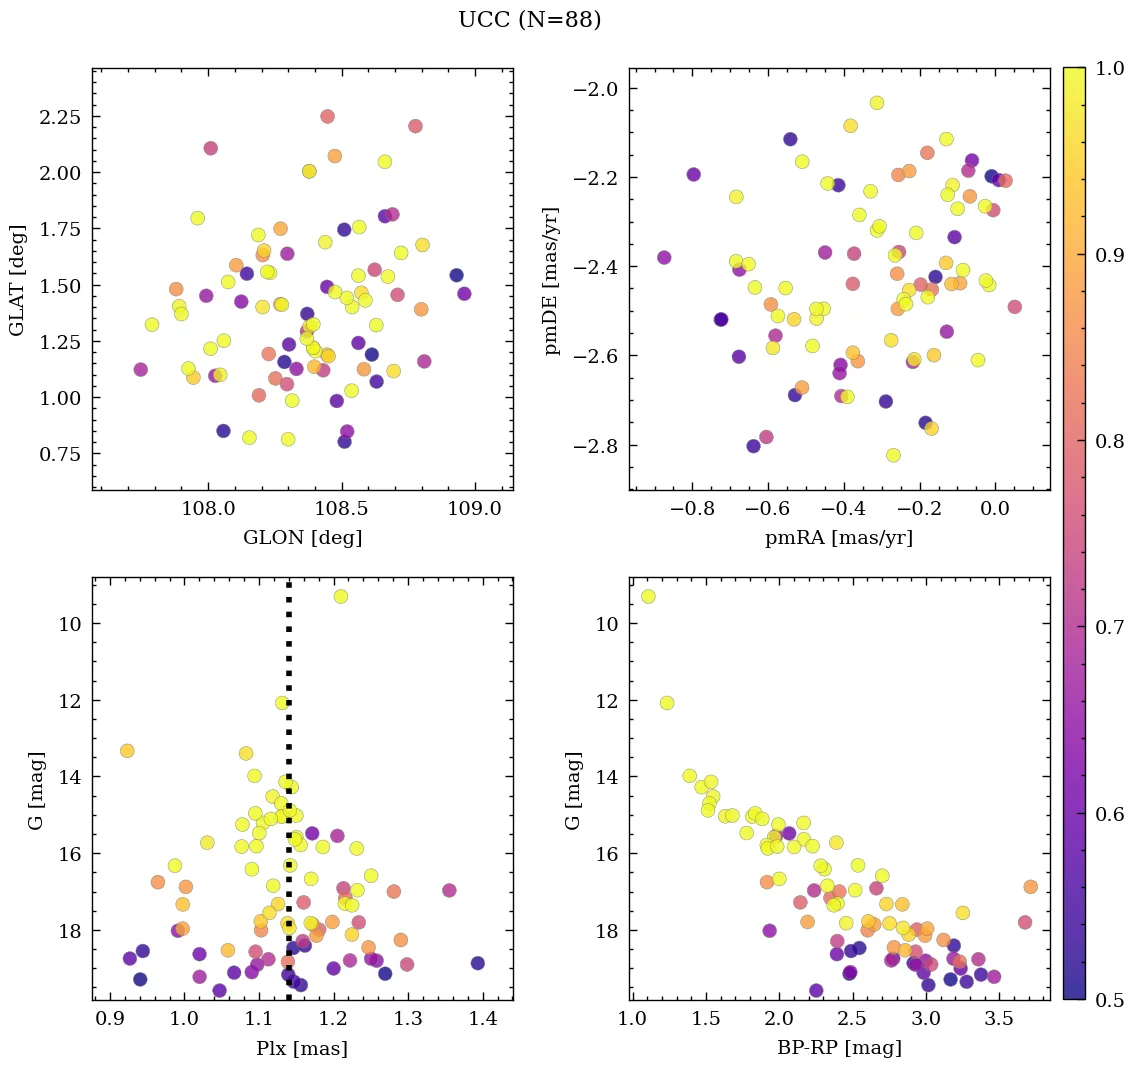 UCC (N=88)
2.25
2.00
1.75
1.50
1.25
1.00
0.75
GLAT [deg]
108.0 108.5 109.0
GLON [deg]
−2.0
−2.2
−2.4
−2.6
−2.8
pmDE [mas/yr]
−0.8 −0.6 −0.4 −0.2 0.0
pmRA [mas/yr]
10
12
14
16
18
G [mag]
0.9 1.0 1.1 1.2 1.3 1.4
Plx [mas]
10
12
14
16
18
G [mag]
1.0 1.5 2.0 2.5 3.0 3.5
BP-RP [mag]
1.0
0.9
0.8
0.7
0.6
0.5